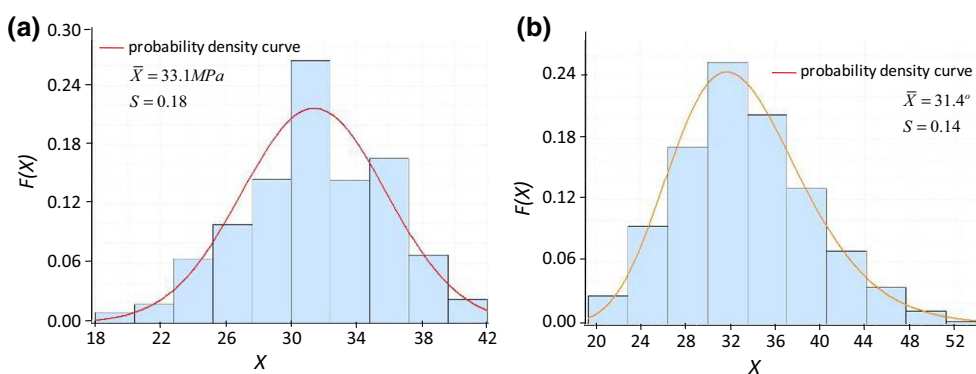 (a)
0.30
0.24
0.18
0.12
0.06
0.00
F(X)
probability density curve
X̅ = 33.1MPa
S = 0.18
18 22 26 30 34 38 42
X
(b)
0.24
0.18
0.12
0.06
0.00
F(X)
probability density curve
X̅ = 31.4°
S = 0.14
20 24 28 32 36 40 44 48 52
X